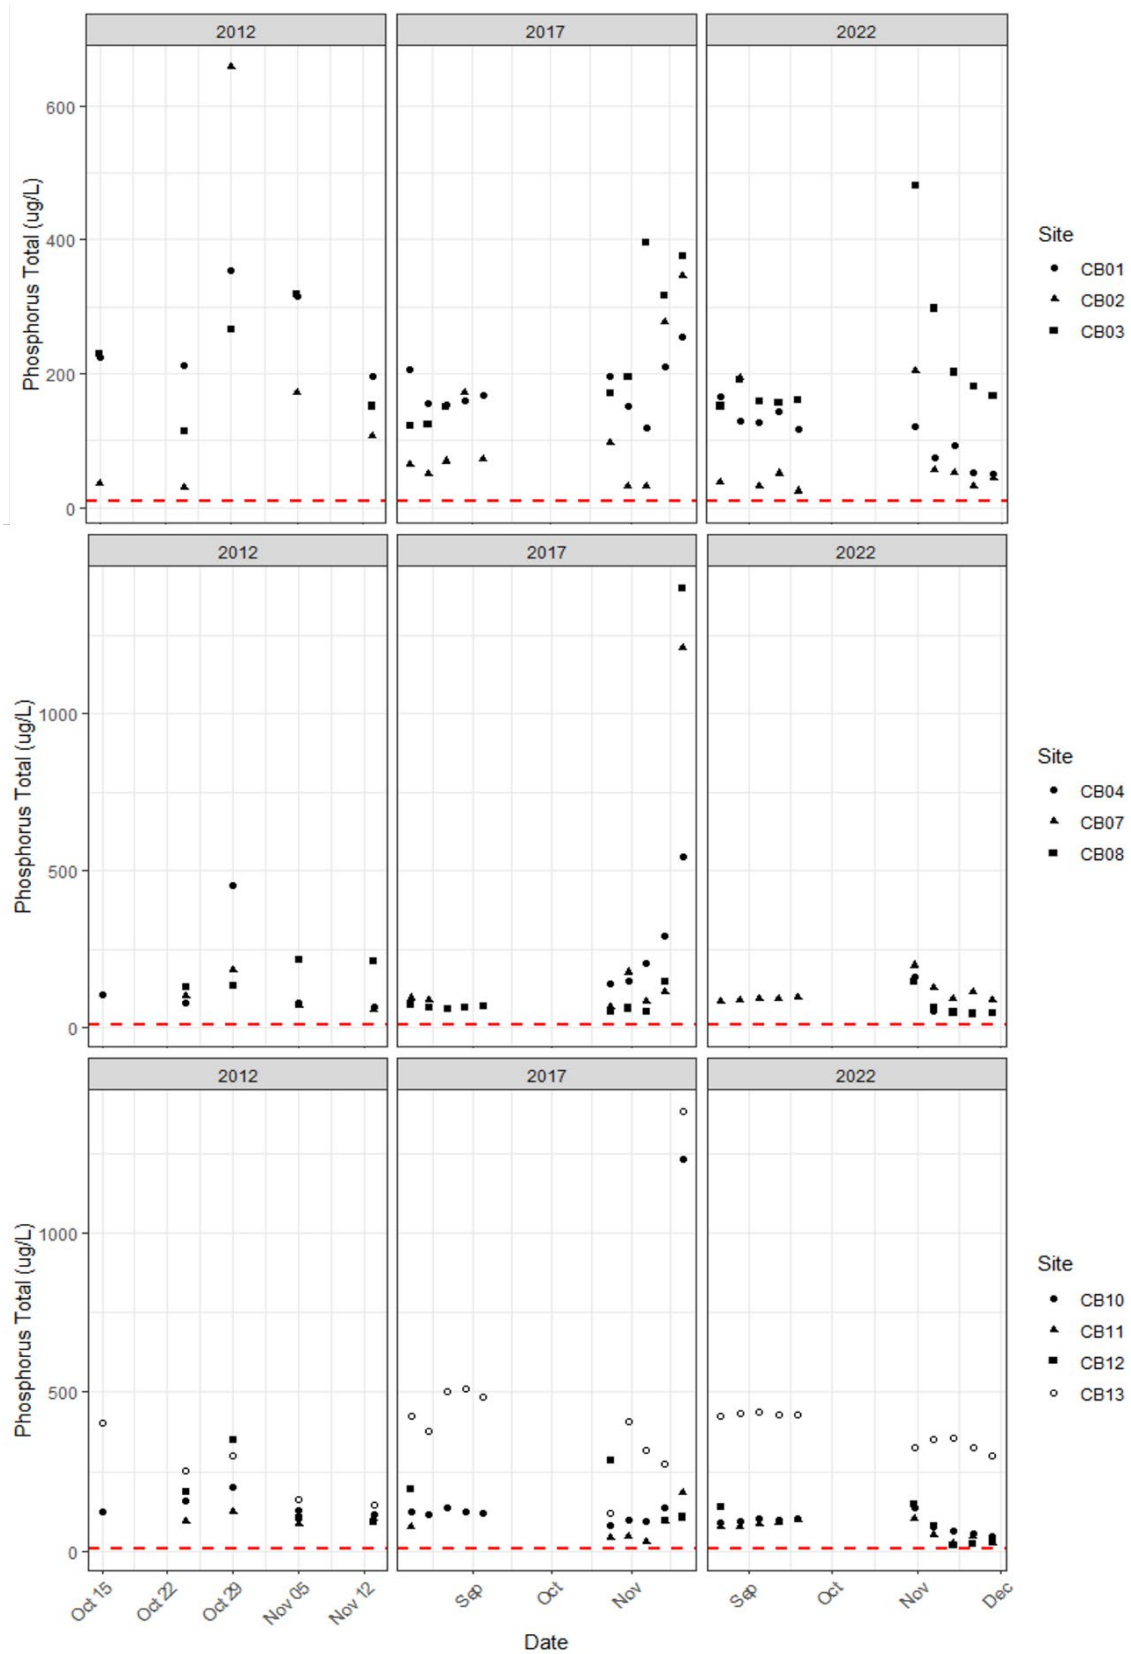 2012 2017 2022
Phosphorus Total (ug/L)
600
400
200
0
Site
CB01
CB02
CB03
2012 2017 2022
Phosphorus Total (ug/L)
1000
500
0
Site
CB04
CB07
CB08
2012 2017 2022
Phosphorus Total (ug/L)
1000
500
0
Site
CB10
CB11
CB12
CB13
Oct 15 Oct 22 Oct 29 Nov 05 Nov 12 Sep Oct Nov Sep Oct Nov Dec
Date